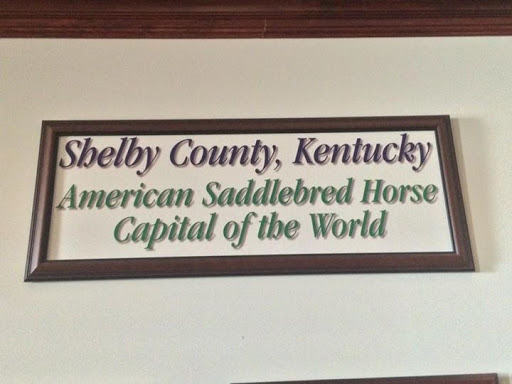 Shelby County, Kentucky
American Saddlebred Horse
Capital of the World